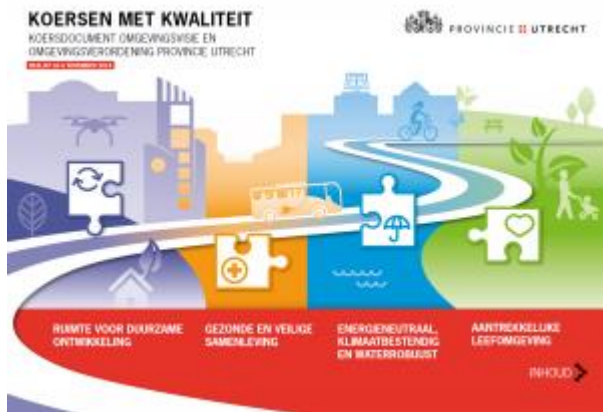 KOERSEN MET KWALITEIT
KOERSDOCUMENT OMGEVINGSVISIE EN
OMGEVINGSVERORDENING PROVINCIE UTRECHT
PROVINCIE UTRECHT
RUIMTE VOOR DUURZAME
ONTWIKKELING
GEZONDE EN VEILIGE
SAMENLEVING
ENERGIENEUTRAAL,
KLIMAATBESTENDIG
EN WATERROBUUST
AANTREKKELIJKE
LEEFOMGEVING
INHOUD